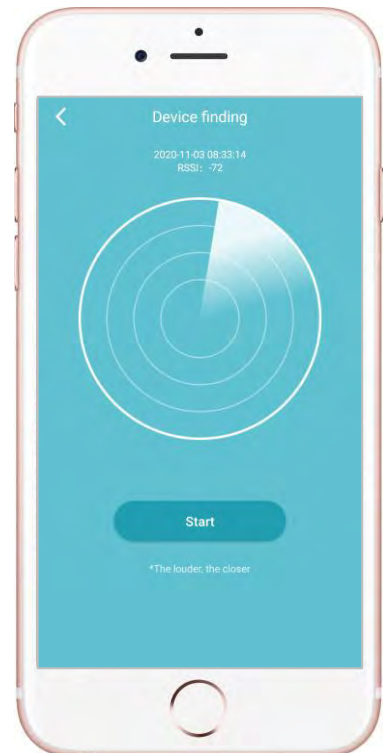 Device finding
2020-11-03 08:33:14
RSSI: -72
Start
*The louder, the closer